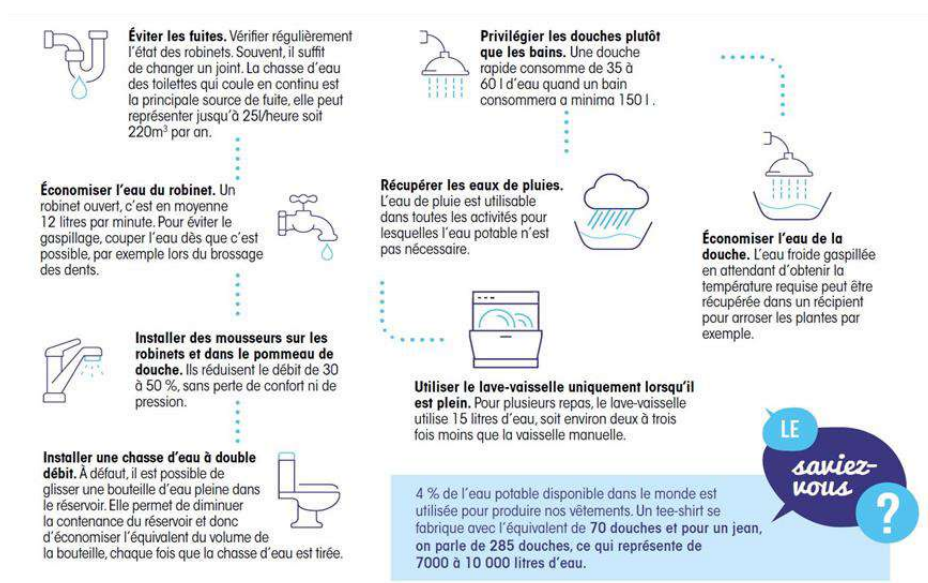 Éviter les fuites. Vérifier régulièrement
l'état des robinets. Souvent, il suffit
de changer un joint. La chasse d'eau
des toilettes qui coule en continu est
la principale source de fuite, elle peut
représenter jusqu'à 25l/heure soit
220m³ par an.
Économiser l'eau du robinet. Un
robinet ouvert, c'est en moyenne
12 litres par minute. Pour éviter le
gaspillage, couper l'eau dès que c'est
possible, par exemple lors du brossage
des dents.
Installer des mousseurs sur les
robinets et dans le pommeau de
douche. Ils réduisent le débit de 30
à 50 %, sans perte de confort ni de
pression.
Installer une chasse d'eau à double
débit. À défaut, il est possible de
glisser une bouteille d'eau pleine dans
le réservoir. Elle permet de diminuer
la contenance du réservoir et donc
d'économiser l'équivalent du volume de
la bouteille, chaque fois que la chasse d'eau est tirée.
Privilégier les douches plutôt
que les bains. Une douche
rapide consomme de 35 à
60 l d'eau quand un bain
consommera a minima 150 l .
Récupérer les eaux de pluies.
L'eau de pluie est utilisable
dans toutes les activités pour
lesquelles l'eau potable n'est
pas nécessaire.
Économiser l'eau de la
douche. L'eau froide gaspillée
en attendant d'obtenir la
température requise peut être
récupérée dans un récipient
pour arroser les plantes par
exemple.
Utiliser le lave-vaisselle uniquement lorsqu'il
est plein. Pour plusieurs repas, le lave-vaisselle
utilise 15 litres d'eau, soit environ deux à trois
fois moins que la vaisselle manuelle.
LE
saviez-
vous
?
4 % de l'eau potable disponible dans le monde est
utilisée pour produire nos vêtements. Un tee-shirt se
fabrique avec l'équivalent de 70 douches et pour un jean,
on parle de 285 douches, ce qui représente de
7000 à 10 000 litres d'eau.